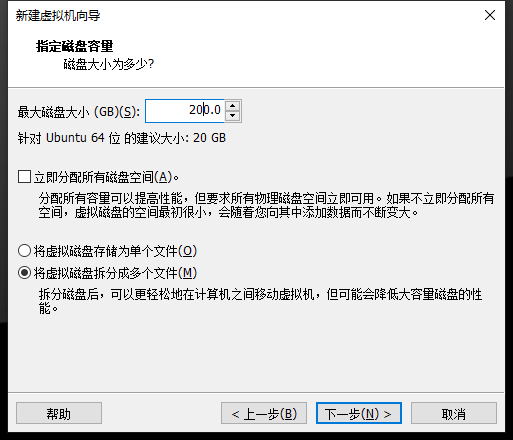 新建虚拟机向导
指定磁盘容量
磁盘大小为多少?
最大磁盘大小 (GB)(S): 200.0
针对 Ubuntu 64 位 的建议大小: 20 GB
立即分配所有磁盘空间(A)。
分配所有容量可以提高性能，但要求所有物理磁盘空间立即可用。如果不立即分配所有
空间，虚拟磁盘的空间最初很小，会随着您向其中添加数据而不断变大。
将虚拟磁盘存储为单个文件(O)
将虚拟磁盘拆分成多个文件(M)
拆分磁盘后，可以更轻松地在计算机之间移动虚拟机，但可能会降低大容量磁盘的性
能。
帮助 < 上一步(B) 下一步(N) > 取消